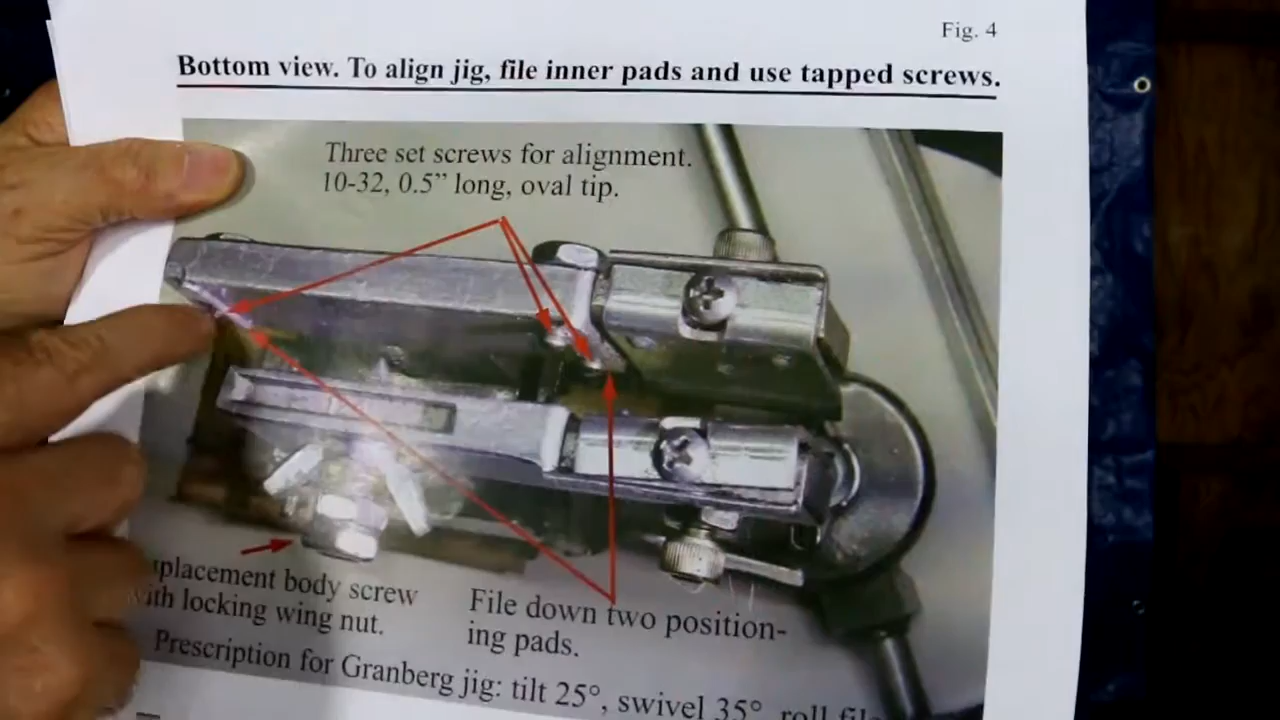 Fig. 4
Bottom view. To align jig, file inner pads and use tapped screws.
Three set screws for alignment.
10-32, 0.5” long, oval tip.
body screw
locking wing nut.
File down two position-
ing pads.
Prescription for Granberg jig: tilt 25°, swivel 35°, roll